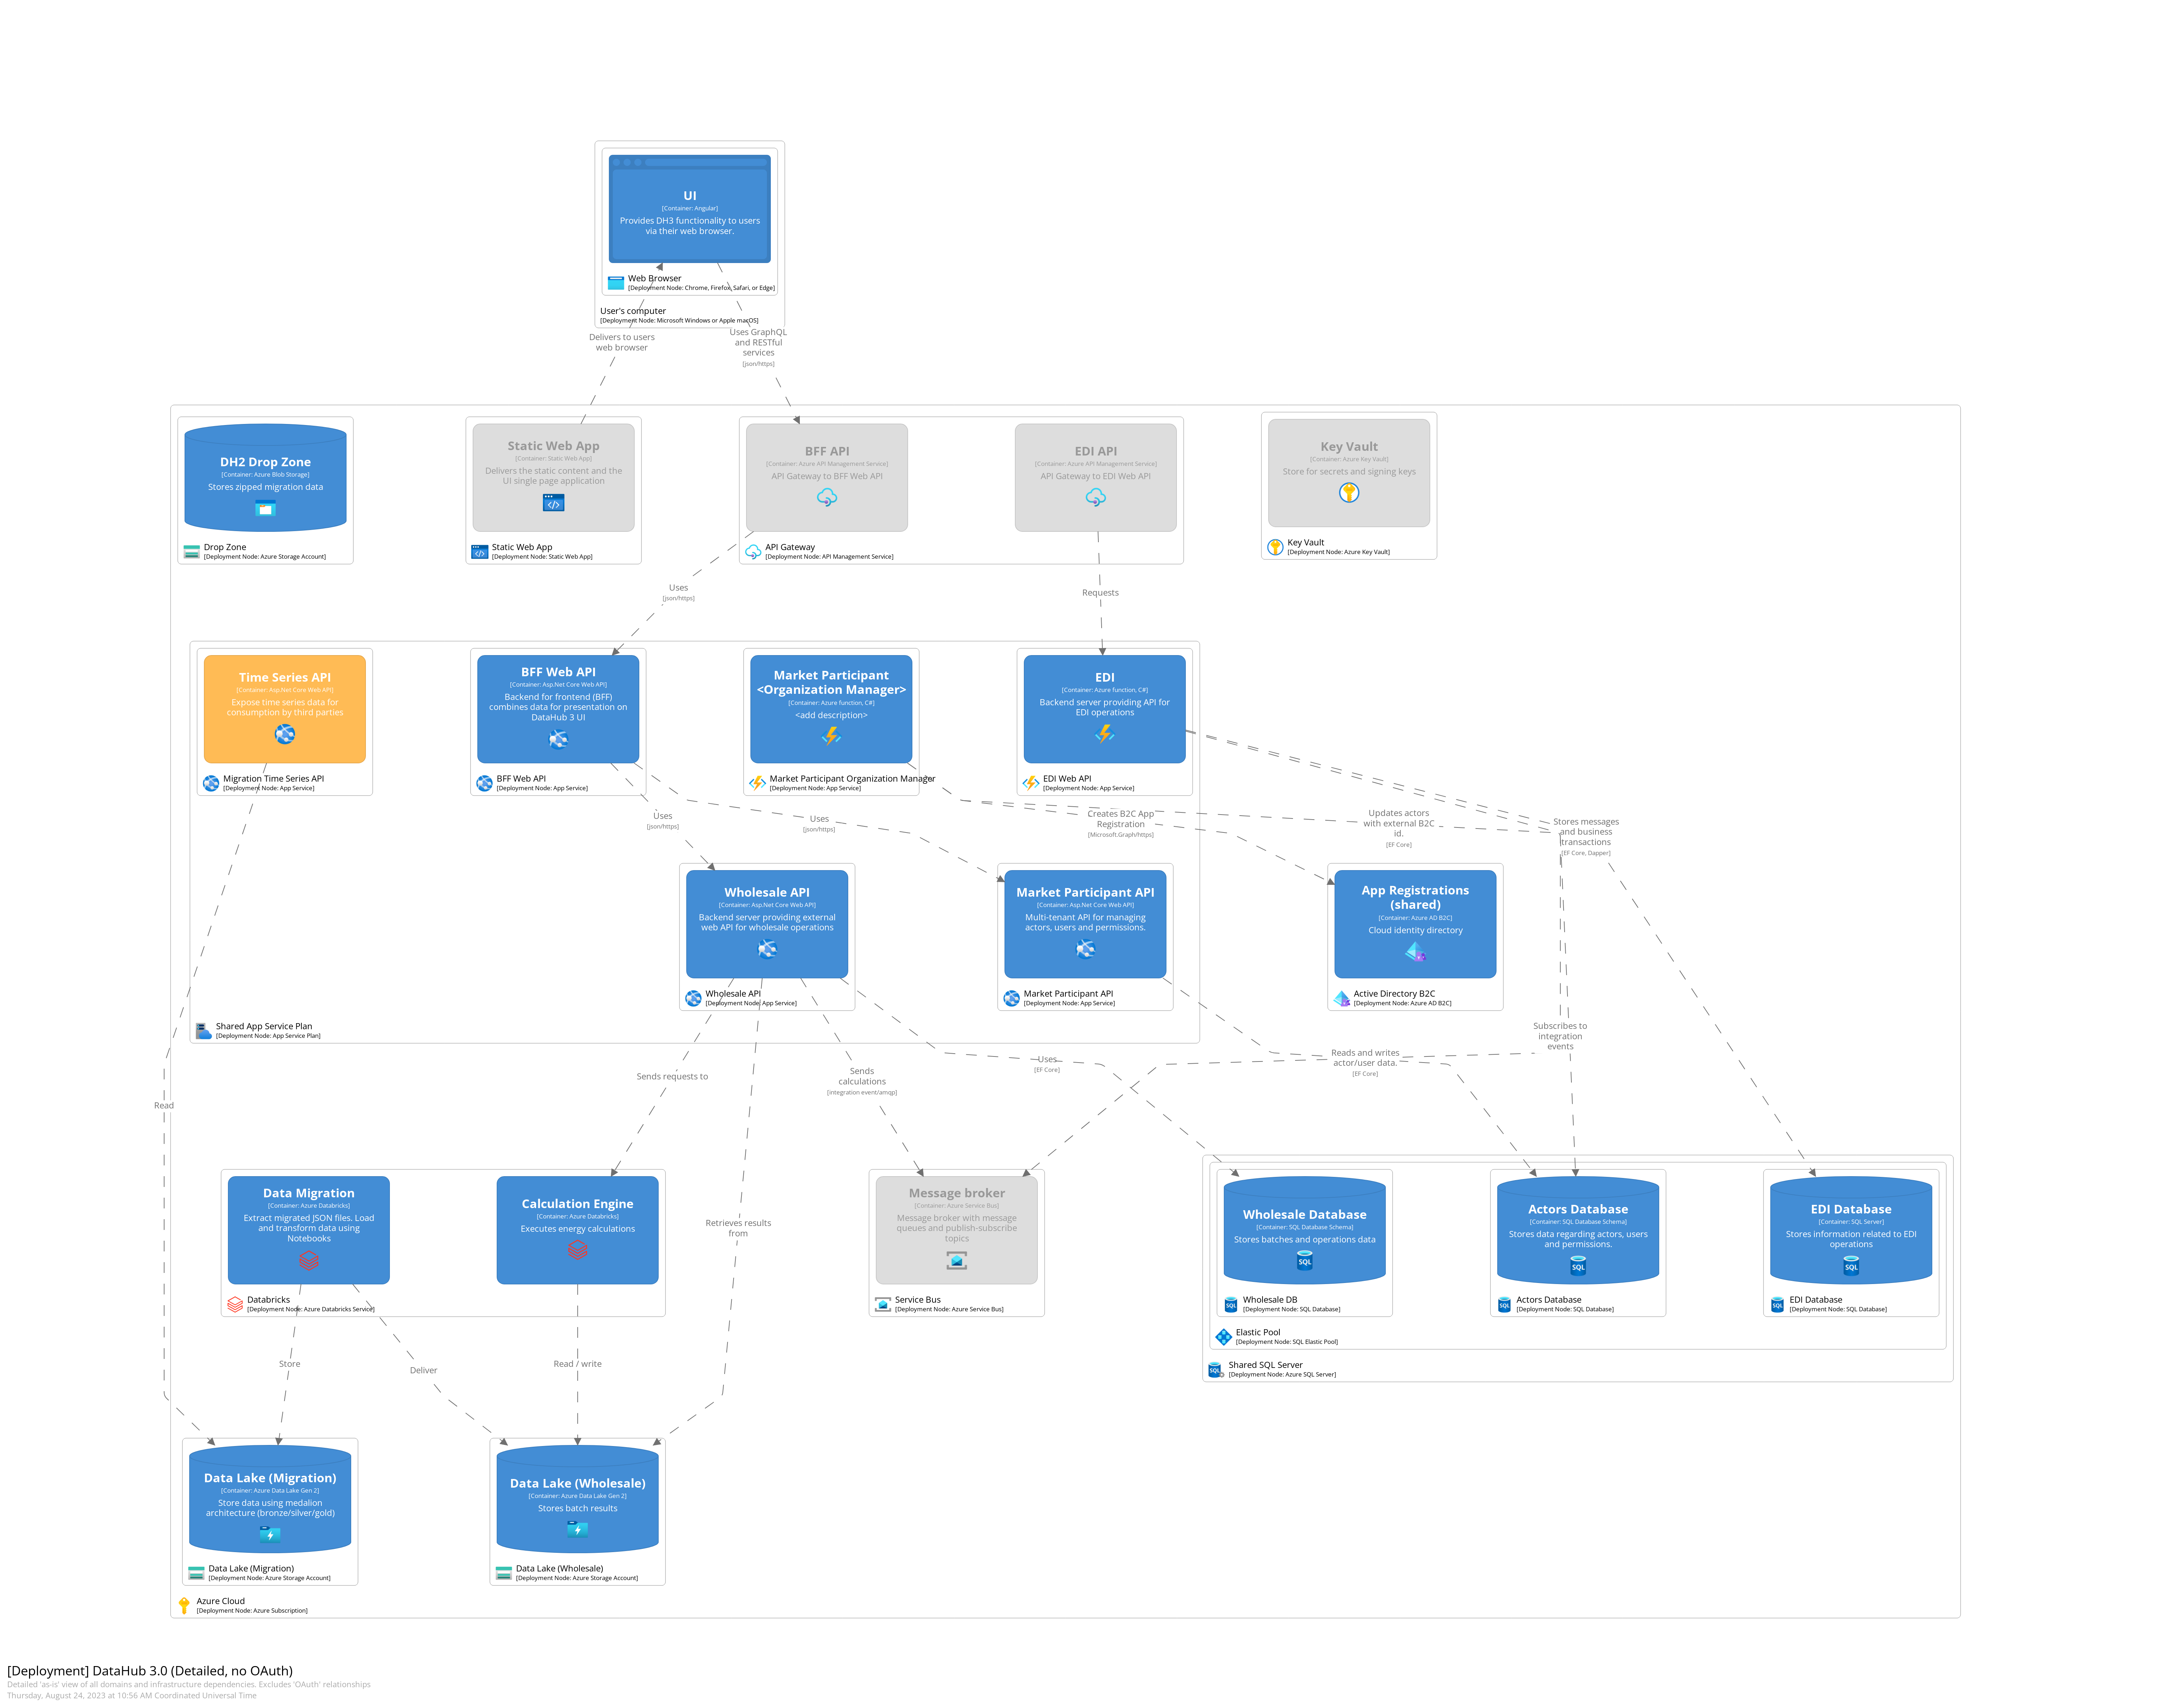 UI
[Container: Angular]
Provides DH3 functionality to users
via their web browser.
Web Browser
[Deployment Node: Chrome, Firefox, Safari, or Edge]
User's computer
[Deployment Node: Microsoft Windows or Apple macOS]
Delivers to users
web browser
Uses GraphQL
and RESTful
services
[json/https]
DH2 Drop Zone
[Container: Azure Blob Storage]
Stores zipped migration data
Drop Zone
[Deployment Node: Azure Storage Account]
Static Web App
[Container: Static Web App]
Delivers the static content and the
UI single page application
Static Web App
[Deployment Node: Static Web App]
BFF API
[Container: Azure API Management Service]
API Gateway to BFF Web API
EDI API
[Container: Azure API Management Service]
API Gateway to EDI Web API
API Gateway
[Deployment Node: API Management Service]
Key Vault
[Container: Azure Key Vault]
Store for secrets and signing keys
Key Vault
[Deployment Node: Azure Key Vault]
Uses
[json/https]
Requests
Time Series API
[Container: Asp.Net Core Web API]
Expose time series data for
consumption by third parties
Migration Time Series API
[Deployment Node: App Service]
BFF Web API
[Container: Asp.Net Core Web API]
Backend for frontend (BFF)
combines data for presentation on
DataHub 3 UI
BFF Web API
[Deployment Node: App Service]
Market Participant
<Organization Manager>
[Container: Azure function, C#]
<add description>
Market Participant Organization Manager
[Deployment Node: App Service]
EDI
[Container: Azure function, C#]
Backend server providing API for
EDI operations
EDI Web API
[Deployment Node: App Service]
Uses
[json/https]
Uses
[json/https]
Creates B2C App
Registration
[Microsoft.Graph/https]
Updates actors
with external B2C
id.
[EF Core]
Stores messages
and business
transactions
[EF Core, Dapper]
Wholesale API
[Container: Asp.Net Core Web API]
Backend server providing external
web API for wholesale operations
Wholesale API
[Deployment Node: App Service]
Market Participant API
[Container: Asp.Net Core Web API]
Multi-tenant API for managing
actors, users and permissions.
Market Participant API
[Deployment Node: App Service]
App Registrations
(shared)
[Container: Azure AD B2C]
Cloud identity directory
Active Directory B2C
[Deployment Node: Azure AD B2C]
Shared App Service Plan
[Deployment Node: App Service Plan]
Subscribes to
integration
events
Read
Sends requests to
Sends
calculations
[integration event/amqp]
Uses
[EF Core]
Reads and writes
actor/user data.
[EF Core]
Retrieves results
from
Data Migration
[Container: Azure Databricks]
Extract migrated JSON files. Load
and transform data using
Notebooks
Calculation Engine
[Container: Azure Databricks]
Executes energy calculations
Databricks
[Deployment Node: Azure Databricks Service]
Message broker
[Container: Azure Service Bus]
Message broker with message
queues and publish-subscribe
topics
Service Bus
[Deployment Node: Azure Service Bus]
Wholesale Database
[Container: SQL Database Schema]
Stores batches and operations data
Wholesale DB
[Deployment Node: SQL Database]
Actors Database
[Container: SQL Database Schema]
Stores data regarding actors, users
and permissions.
Actors Database
[Deployment Node: SQL Database]
EDI Database
[Container: SQL Server]
Stores information related to EDI
operations
EDI Database
[Deployment Node: SQL Database]
Elastic Pool
[Deployment Node: SQL Elastic Pool]
Shared SQL Server
[Deployment Node: Azure SQL Server]
Store
Deliver
Read / write
Data Lake (Migration)
[Container: Azure Data Lake Gen 2]
Store data using medalion
architecture (bronze/silver/gold)
Data Lake (Migration)
[Deployment Node: Azure Storage Account]
Data Lake (Wholesale)
[Container: Azure Data Lake Gen 2]
Stores batch results
Data Lake (Wholesale)
[Deployment Node: Azure Storage Account]
Azure Cloud
[Deployment Node: Azure Subscription]
[Deployment] DataHub 3.0 (Detailed, no OAuth)
Detailed 'as-is' view of all domains and infrastructure dependencies. Excludes 'OAuth' relationships
Thursday, August 24, 2023 at 10:56 AM Coordinated Universal Time